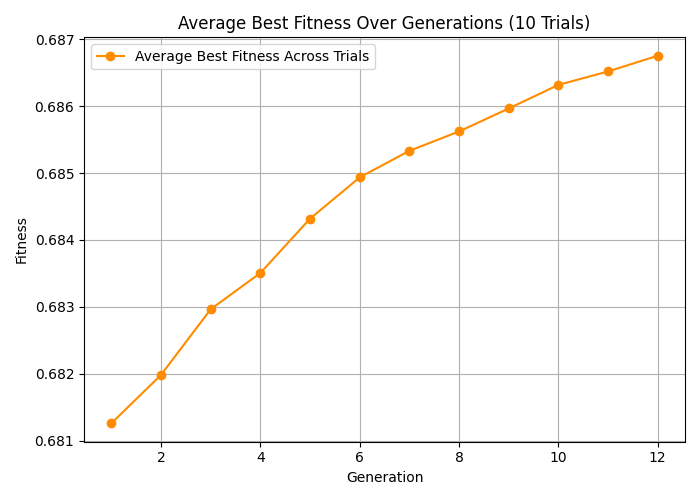 Average Best Fitness Over Generations (10 Trials)
Average Best Fitness Across Trials
Fitness
0.687
0.686
0.685
0.684
0.683
0.682
0.681
2 4 6 8 10 12
Generation